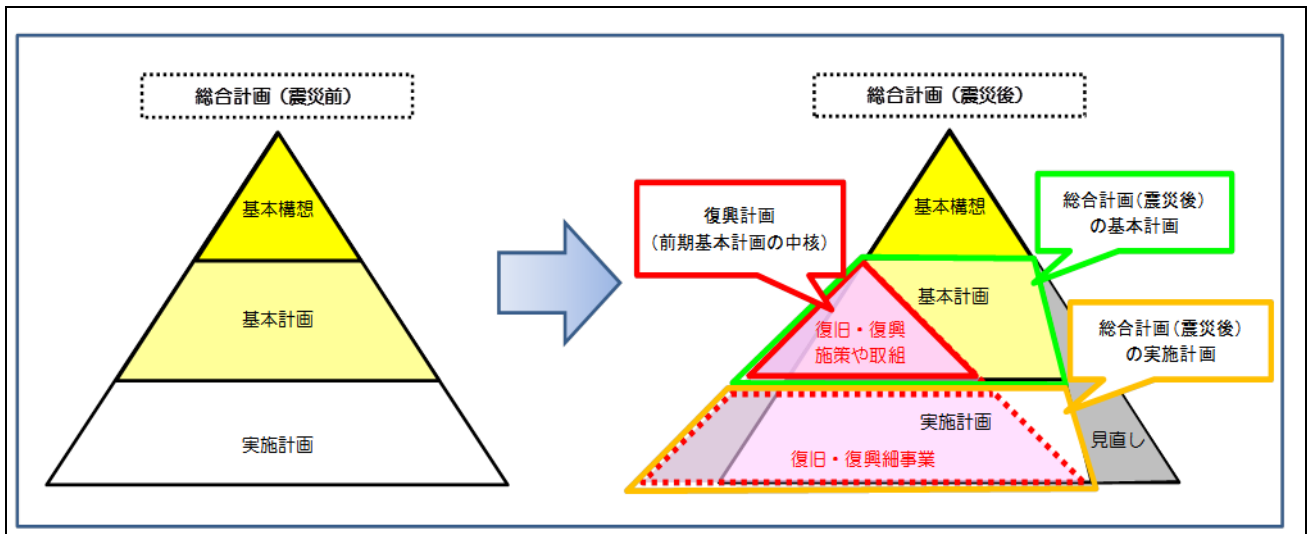 総合計画（震災前）
基本構想
基本計画
実施計画
総合計画（震災後）
基本構想
復興計画
（前期基本計画の中核）
総合計画（震災後）
の基本計画
基本計画
復旧・復興
施策や取組
総合計画（震災後）
の実施計画
実施計画
復旧・復興細事業
見直し